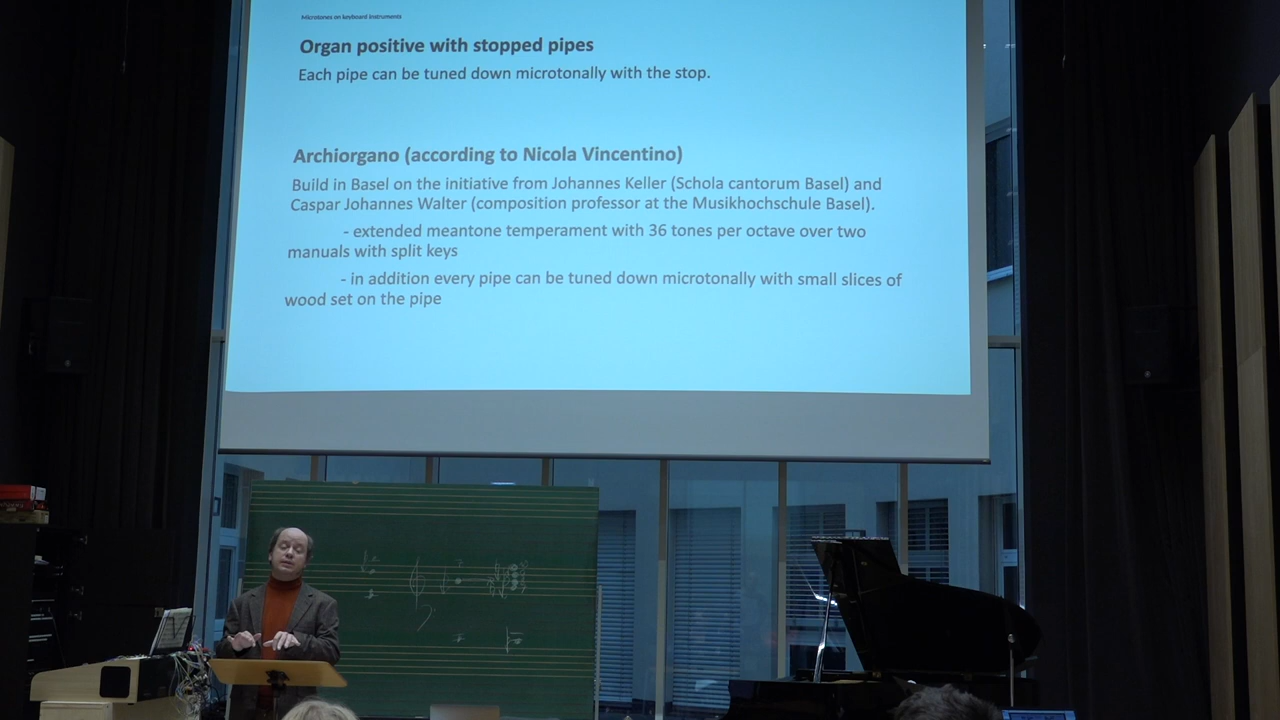 Microtones on keyboard instruments
Organ positive with stopped pipes
Each pipe can be tuned down microtonally with the stop.
Archiorgano (according to Nicola Vincentino)
Build in Basel on the initiative from Johannes Keller (Schola cantorum Basel) and
Caspar Johannes Walter (composition professor at the Musikhochschule Basel).
- extended meantone temperament with 36 tones per octave over two
manuals with split keys
- in addition every pipe can be tuned down microtonally with small slices of
wood set on the pipe